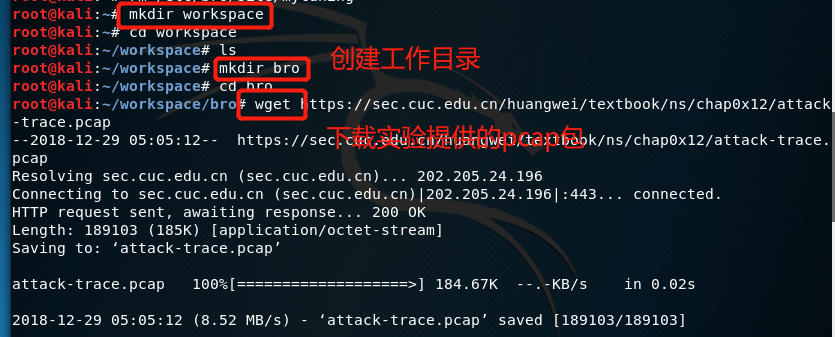 root@kali:~# mkdir workspace
root@kali:~# cd workspace
root@kali:~/workspace# ls
创建工作目录
root@kali:~/workspace# mkdir bro
root@kali:~/workspace# cd bro
root@kali:~/workspace/bro# wget https://sec.cuc.edu.cn/huangwei/textbook/ns/chap0x12/attack
-trace.pcap
下载实验提供的pcap包
--2018-12-29 05:05:12--  https://sec.cuc.edu.cn/huangwei/textbook/ns/chap0x12/attack-trace.
pcap
Resolving sec.cuc.edu.cn (sec.cuc.edu.cn)... 202.205.24.196
Connecting to sec.cuc.edu.cn (sec.cuc.edu.cn)|202.205.24.196|:443... connected.
HTTP request sent, awaiting response... 200 OK
Length: 189103 (185K) [application/octet-stream]
Saving to: ‘attack-trace.pcap’
attack-trace.pcap   100%[===================>] 184.67K  --.-KB/s    in 0.02s
2018-12-29 05:05:12 (8.52 MB/s) - ‘attack-trace.pcap’ saved [189103/189103]